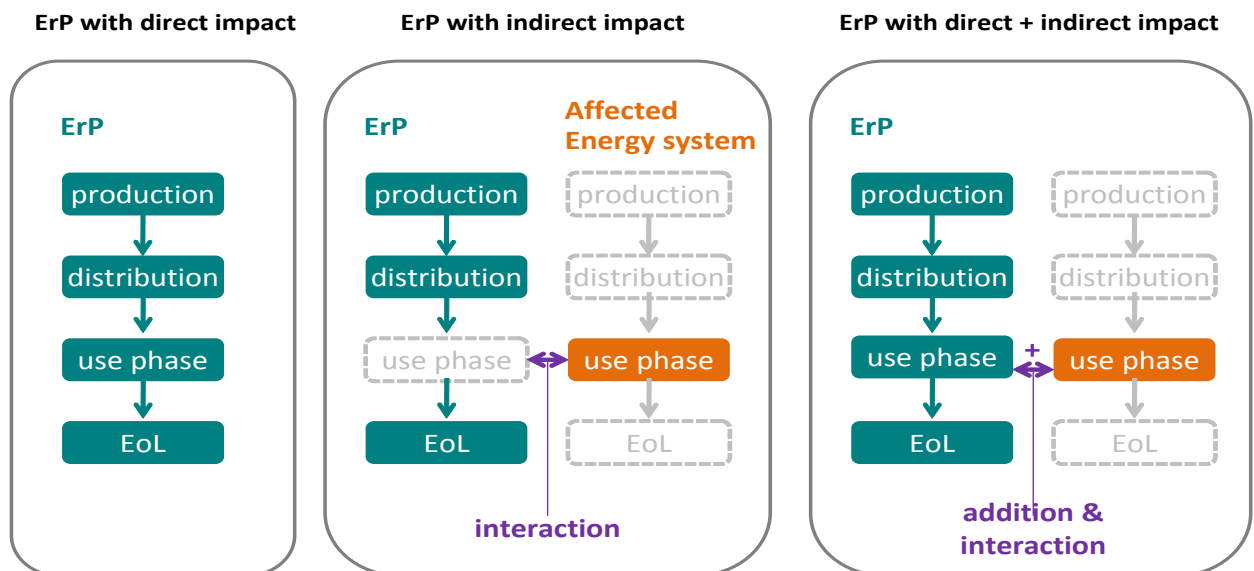 ErP with direct impact
ErP
production
distribution
use phase
EoL
ErP with indirect impact
ErP
production
distribution
use phase
EoL
Affected
Energy system
production
distribution
use phase
EoL
interaction
ErP with direct + indirect impact
ErP
production
distribution
use phase
EoL
production
distribution
+
use phase
EoL
addition &
interaction